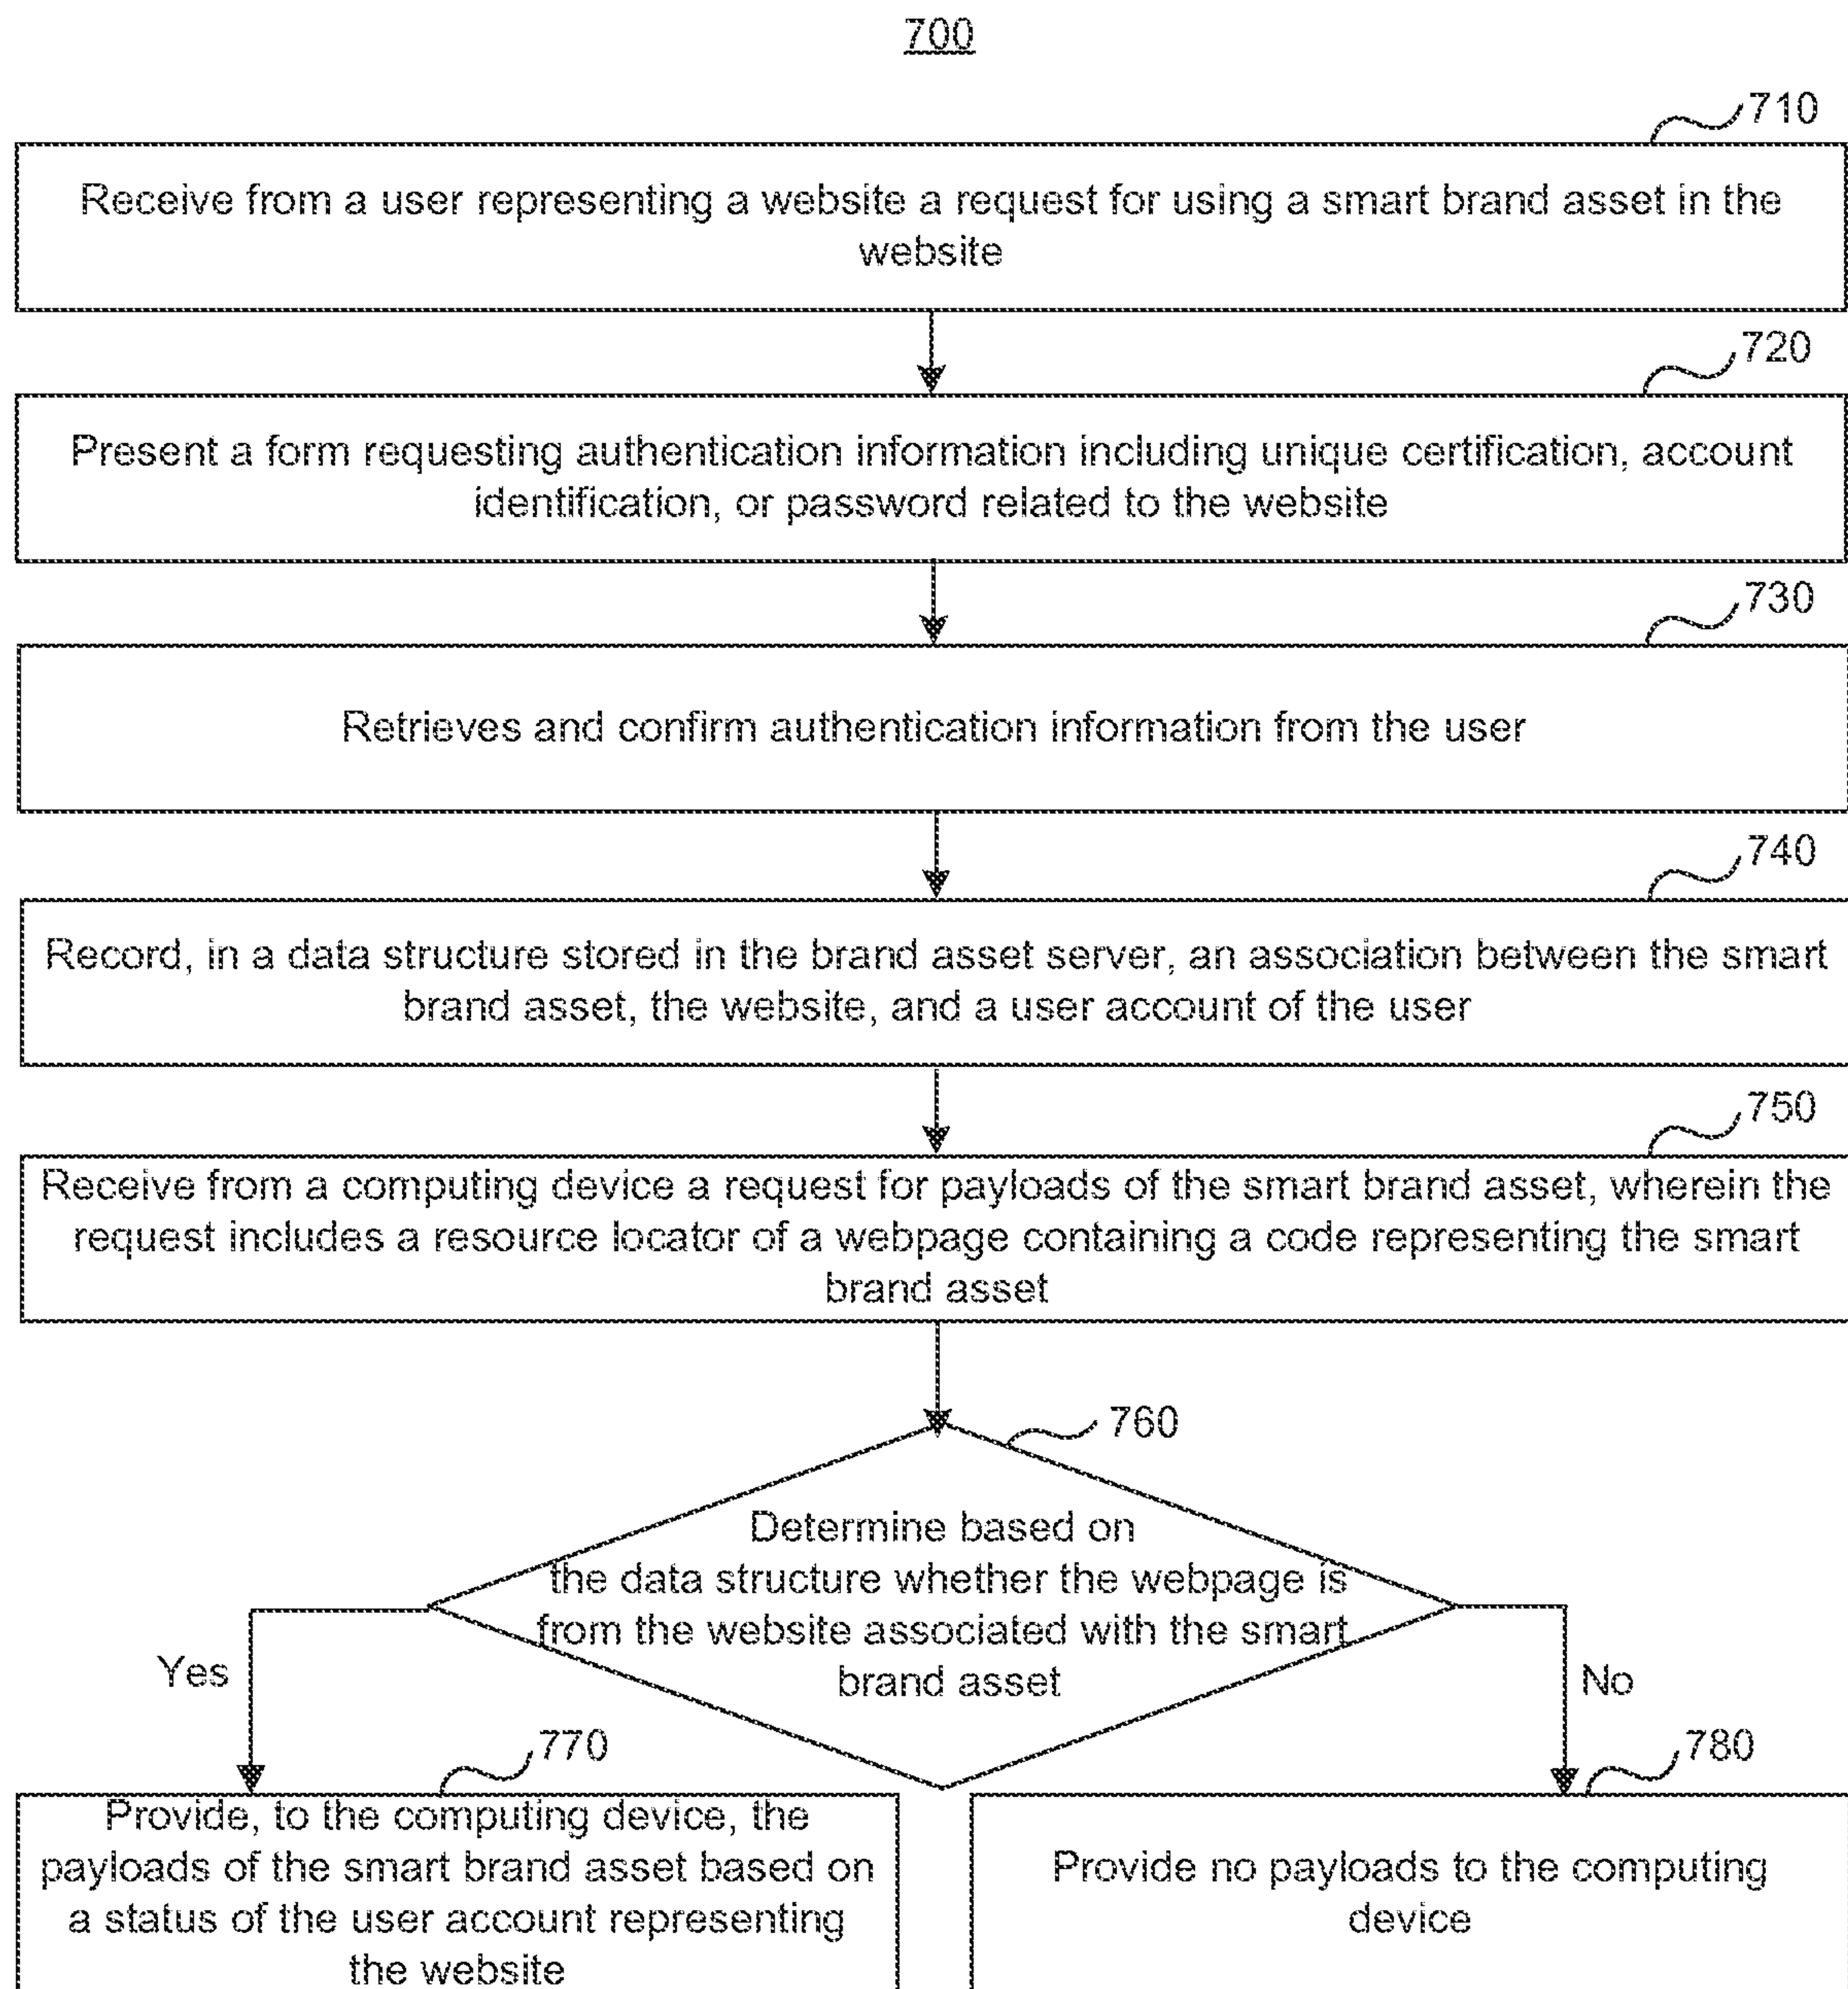 700
710
Receive from a user representing a website a request for using a smart brand asset in the
website
720
Present a form requesting authentication information including unique certification, account
identification, or password related to the website
730
Retrieves and confirm authentication information from the user
740
Record, in a data structure stored in the brand asset server, an association between the smart
brand asset, the website, and a user account of the user
750
Receive from a computing device a request for payloads of the smart brand asset, wherein the
request includes a resource locator of a webpage containing a code representing the smart
brand asset
760
Determine based on
the data structure whether the webpage is
from the website associated with the smart
brand asset
Yes
No
770
Provide, to the computing device, the
payloads of the smart brand asset based on
a status of the user account representing
the website
780
Provide no payloads to the computing
device